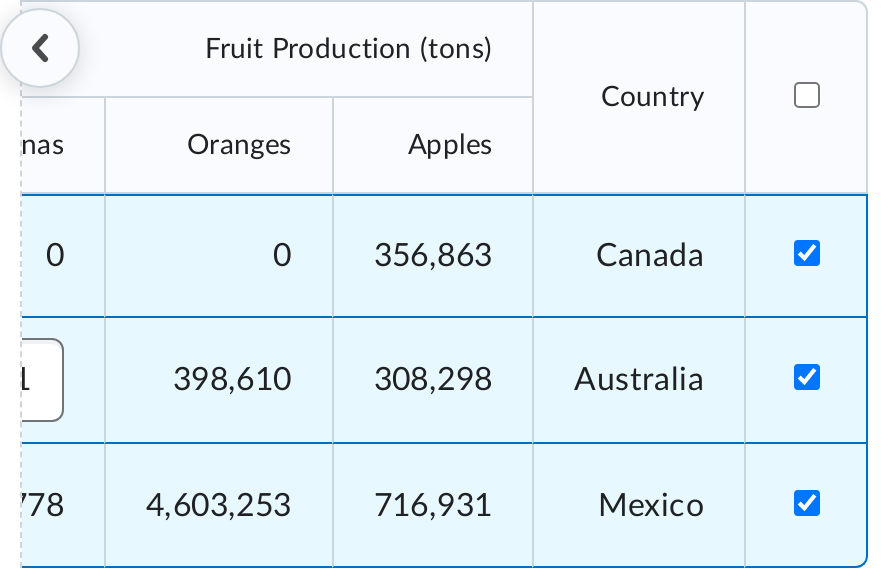 Fruit Production (tons)
Country
nas Oranges Apples
0 0 356,863 Canada
1 398,610 308,298 Australia
778 4,603,253 716,931 Mexico